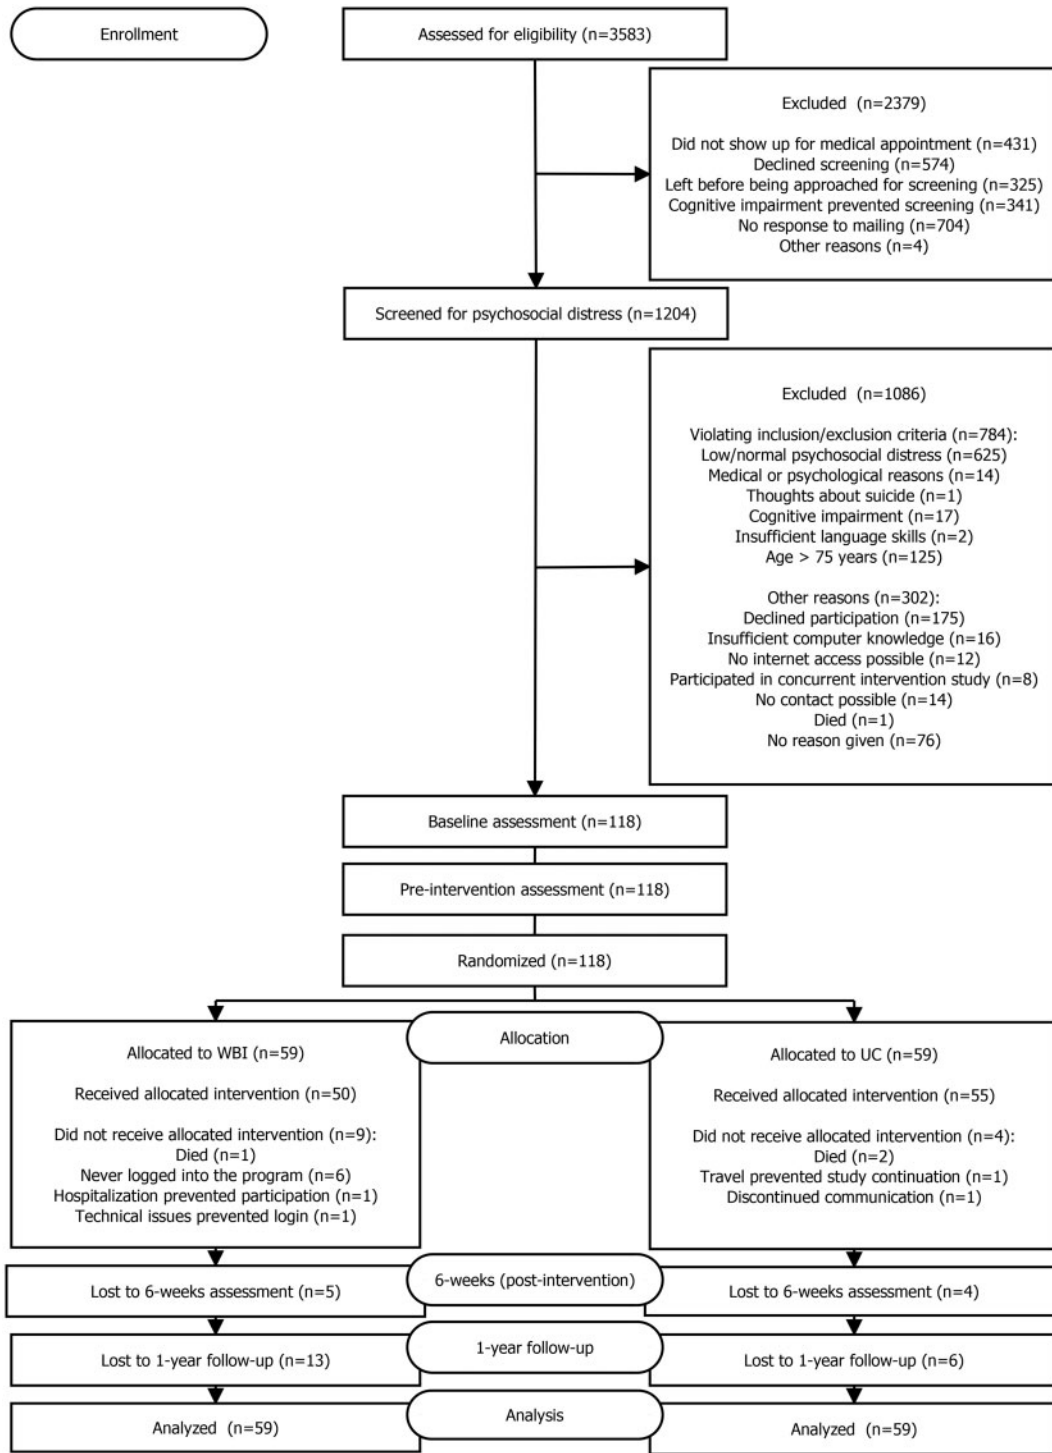 Enrollment
Assessed for eligibility (n=3583)
Excluded (n=2379)
Did not show up for medical appointment (n=431)
Declined screening (n=574)
Left before being approached for screening (n=325)
Cognitive impairment prevented screening (n=341)
No response to mailing (n=704)
Other reasons (n=4)
Screened for psychosocial distress (n=1204)
Excluded (n=1086)
Violating inclusion/exclusion criteria (n=784):
Low/normal psychosocial distress (n=625)
Medical or psychological reasons (n=14)
Thoughts about suicide (n=1)
Cognitive impairment (n=17)
Insufficient language skills (n=2)
Age > 75 years (n=125)
Other reasons (n=302):
Declined participation (n=175)
Insufficient computer knowledge (n=16)
No internet access possible (n=12)
Participated in concurrent intervention study (n=8)
No contact possible (n=14)
Died (n=1)
No reason given (n=76)
Baseline assessment (n=118)
Pre-intervention assessment (n=118)
Randomized (n=118)
Allocation
Allocated to WBI (n=59)
Received allocated intervention (n=50)
Did not receive allocated intervention (n=9):
Died (n=1)
Never logged into the program (n=6)
Hospitalization prevented participation (n=1)
Technical issues prevented login (n=1)
Allocated to UC (n=59)
Received allocated intervention (n=55)
Did not receive allocated intervention (n=4):
Died (n=2)
Travel prevented study continuation (n=1)
Discontinued communication (n=1)
6-weeks (post-intervention)
Lost to 6-weeks assessment (n=5)
Lost to 6-weeks assessment (n=4)
1-year follow-up
Lost to 1-year follow-up (n=13)
Lost to 1-year follow-up (n=6)
Analysis
Analyzed (n=59)
Analyzed (n=59)